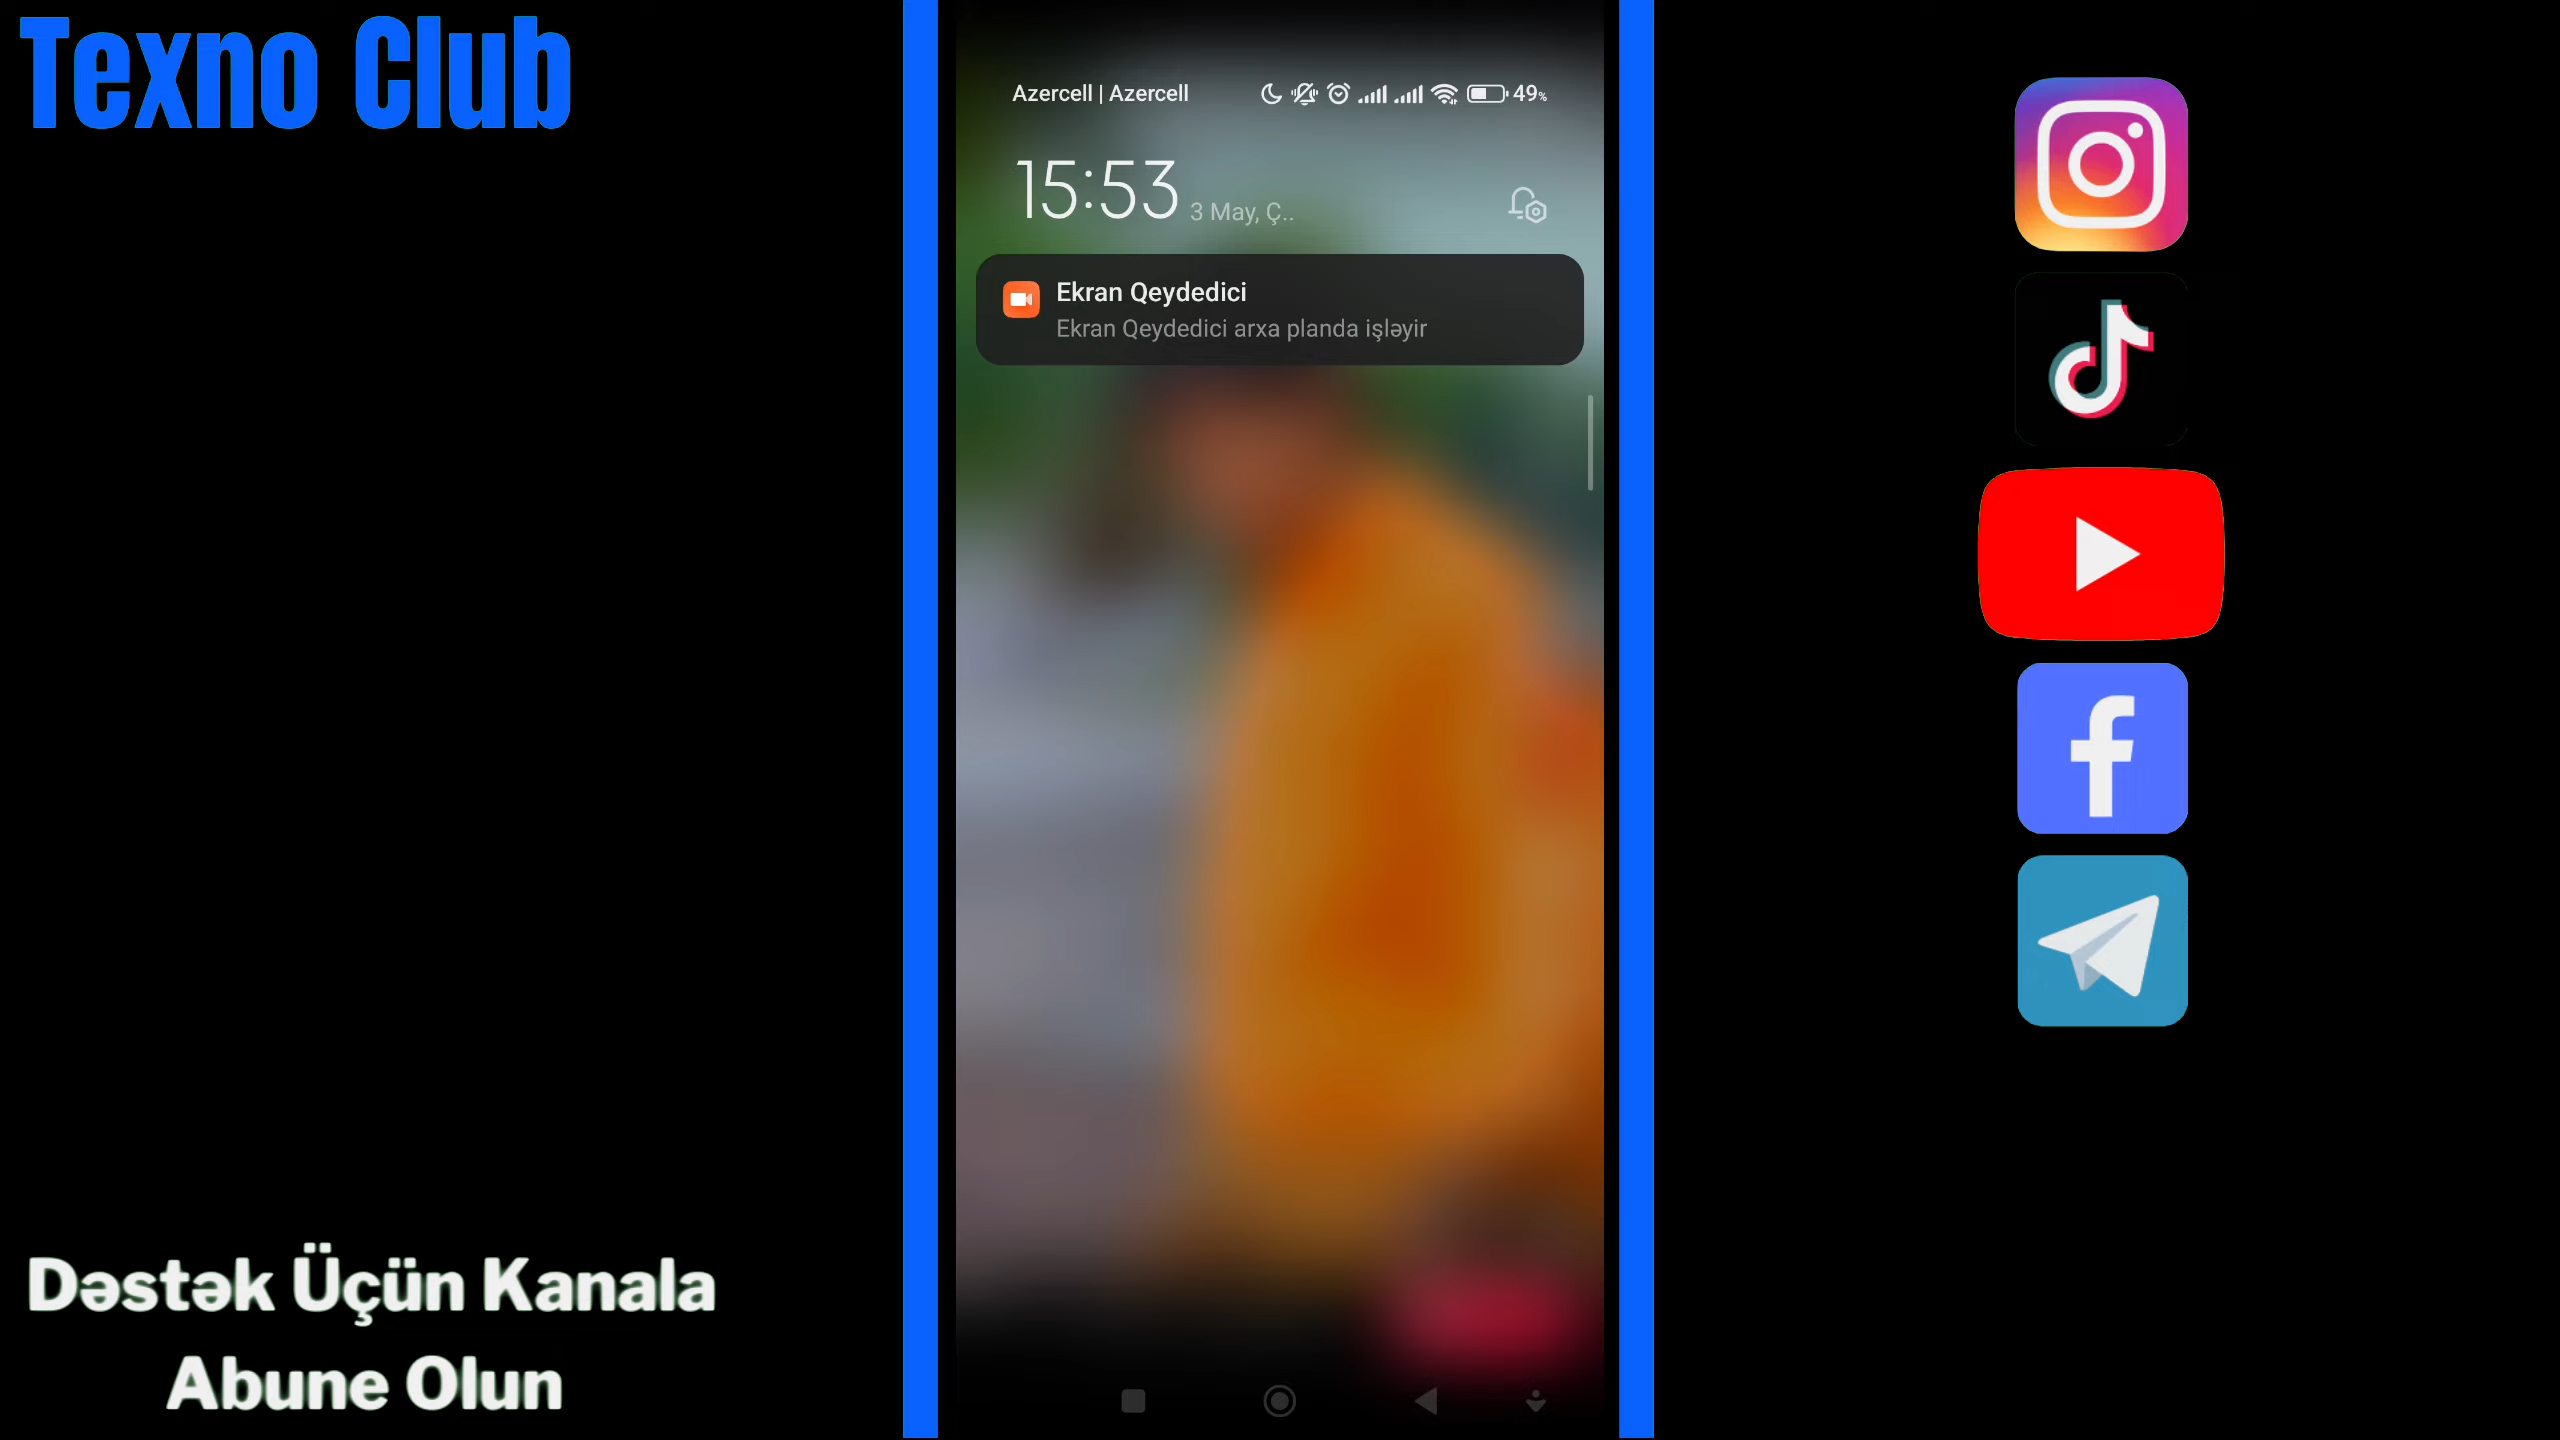 Texno Club
Azercell | Azercell
49%
15:53
3 May, Ç..
Ekran Qeydedici
Ekran Qeydedici arxa planda işləyir
Dəstək Üçün Kanala
Abune Olun